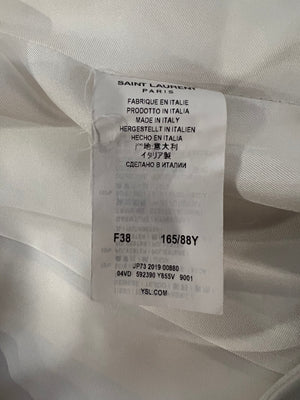 SAINT LAURENT
PARIS
FABRIQUE EN ITALIE
PRODOTTO IN ITALIA
MADE IN ITALY
HERGESTELLT IN ITALIEN
HECHO EN ITALIA
产地:意大利
イタリア製
СДЕЛАНО В ИТАЛИИ
F38 165/88Y
JP73 2019 00880
04VD 592390 Y855V 9001
YSL.COM